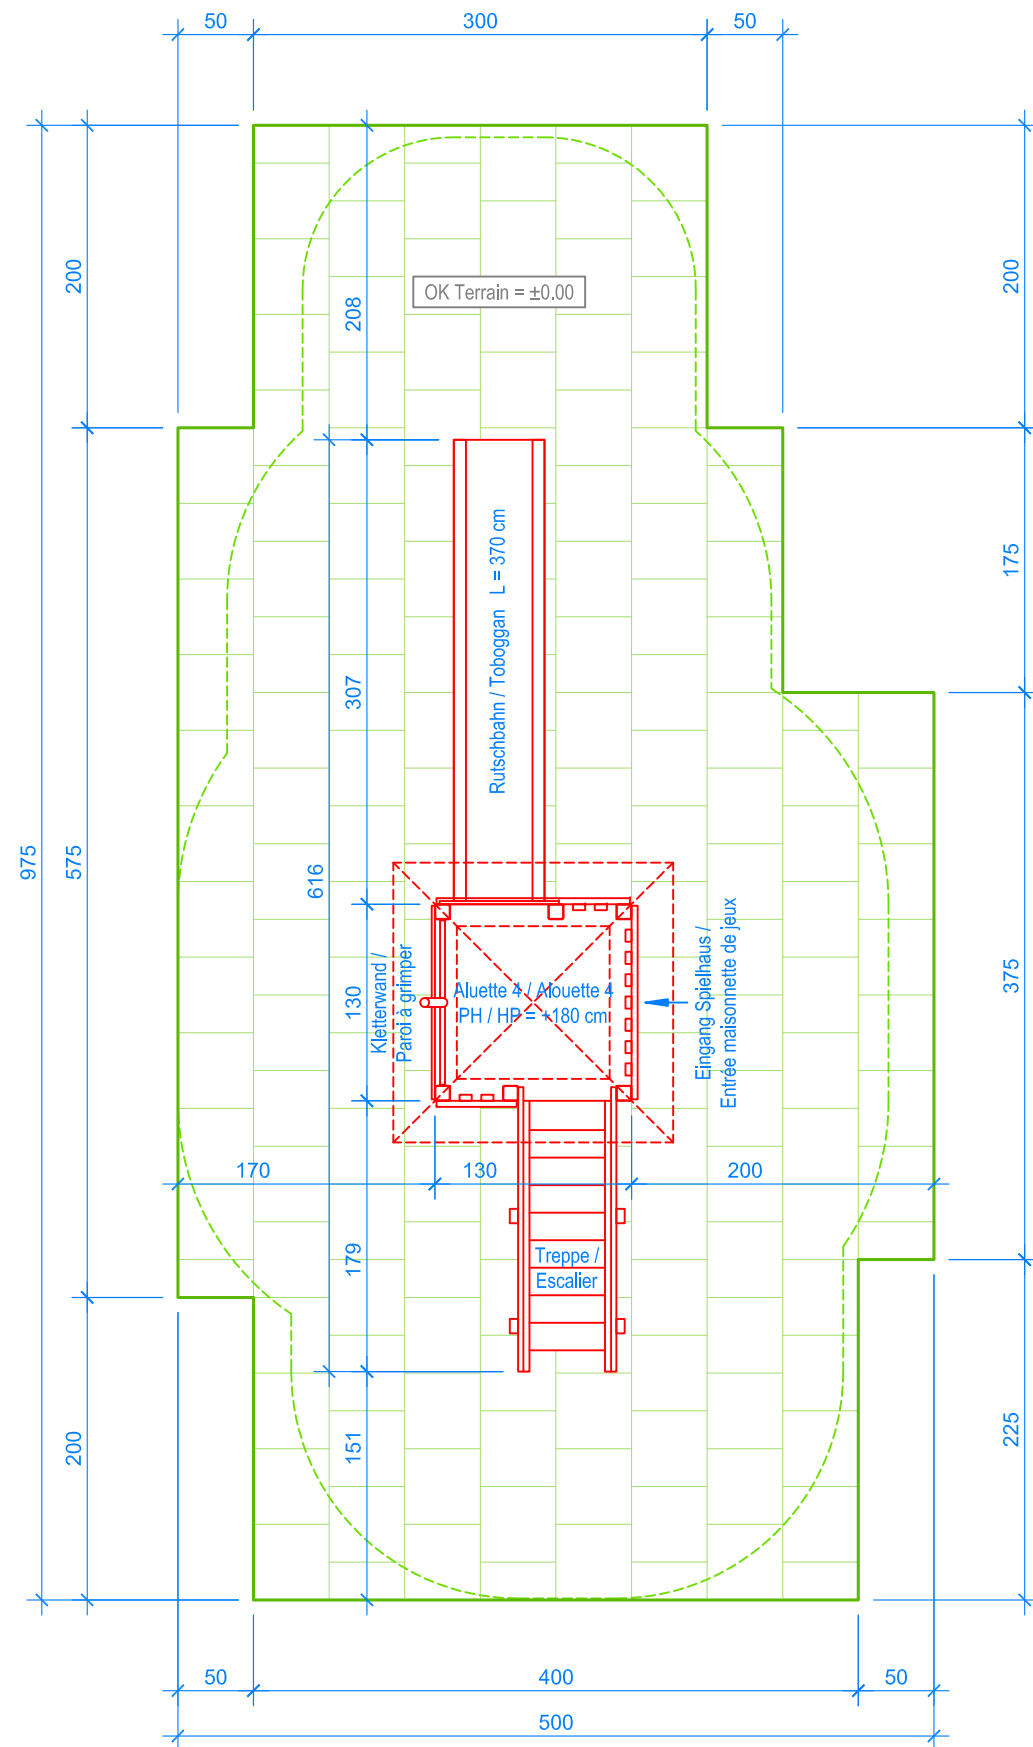 50
300
50
200
208
OK Terrain = ±0.00
200
175
Rutschbahn / Toboggan L = 370 cm
307
975
575
616
Kletterwand /
Paroi à grimper
130
Aluette 4 / Alouette 4
PH / HP = +180 cm
Eingang Spielhaus /
Entrée maisonnette de jeux
375
170
130
200
179
Treppe /
Escalier
200
151
225
50
400
50
500